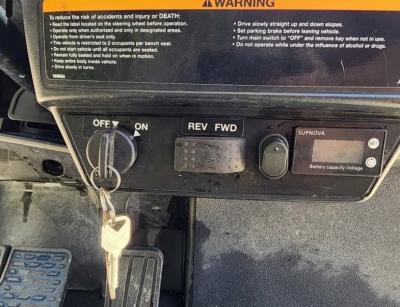 WARNING
To reduce the risk of accidents and injury or DEATH:
• Read the label located on the steering wheel before operation.
• Operate only when authorized and only in designated areas.
• Operate from driver's seat only.
• This vehicle is restricted to 2 occupants per bench seat.
• Do not start vehicle until all occupants are seated.
• Remain fully seated and hold on when in motion.
• Keep entire body inside vehicle.
• Drive slowly in turns.
• Drive slowly straight up and down slopes.
• Set parking brake before leaving vehicle.
• Turn main switch to "OFF" and remove key when not in use.
• Do not operate while under the influence of alcohol or drugs.
OFF ON
REV FWD
SUPNOVA
Battery capacity Voltage